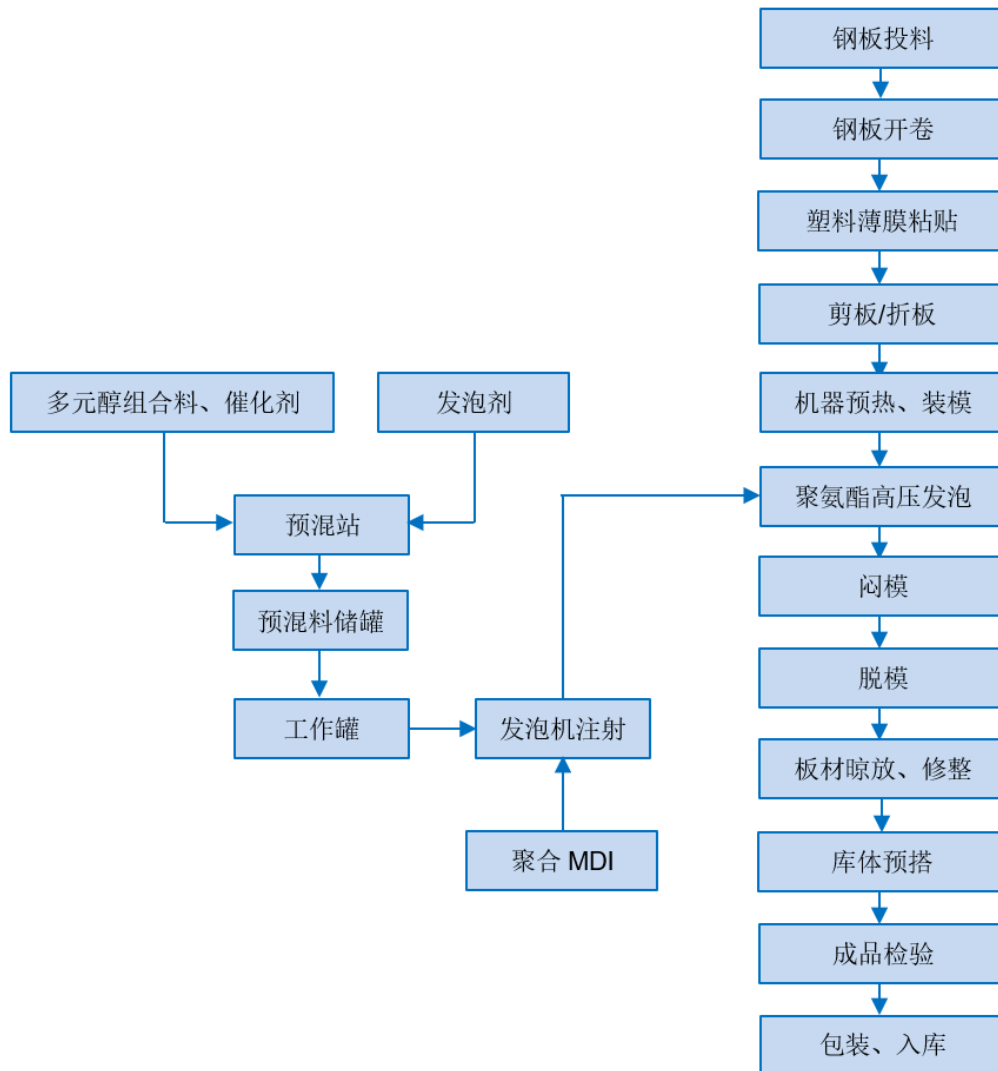 钢板投料
钢板开卷
塑料薄膜粘贴
剪板/折板
多元醇组合料、催化剂
发泡剂
机器预热、装模
聚氨酯高压发泡
预混站
闷模
预混料储罐
脱模
工作罐
发泡机注射
板材晾放、修整
聚合 MDI
库体预搭
成品检验
包装、入库